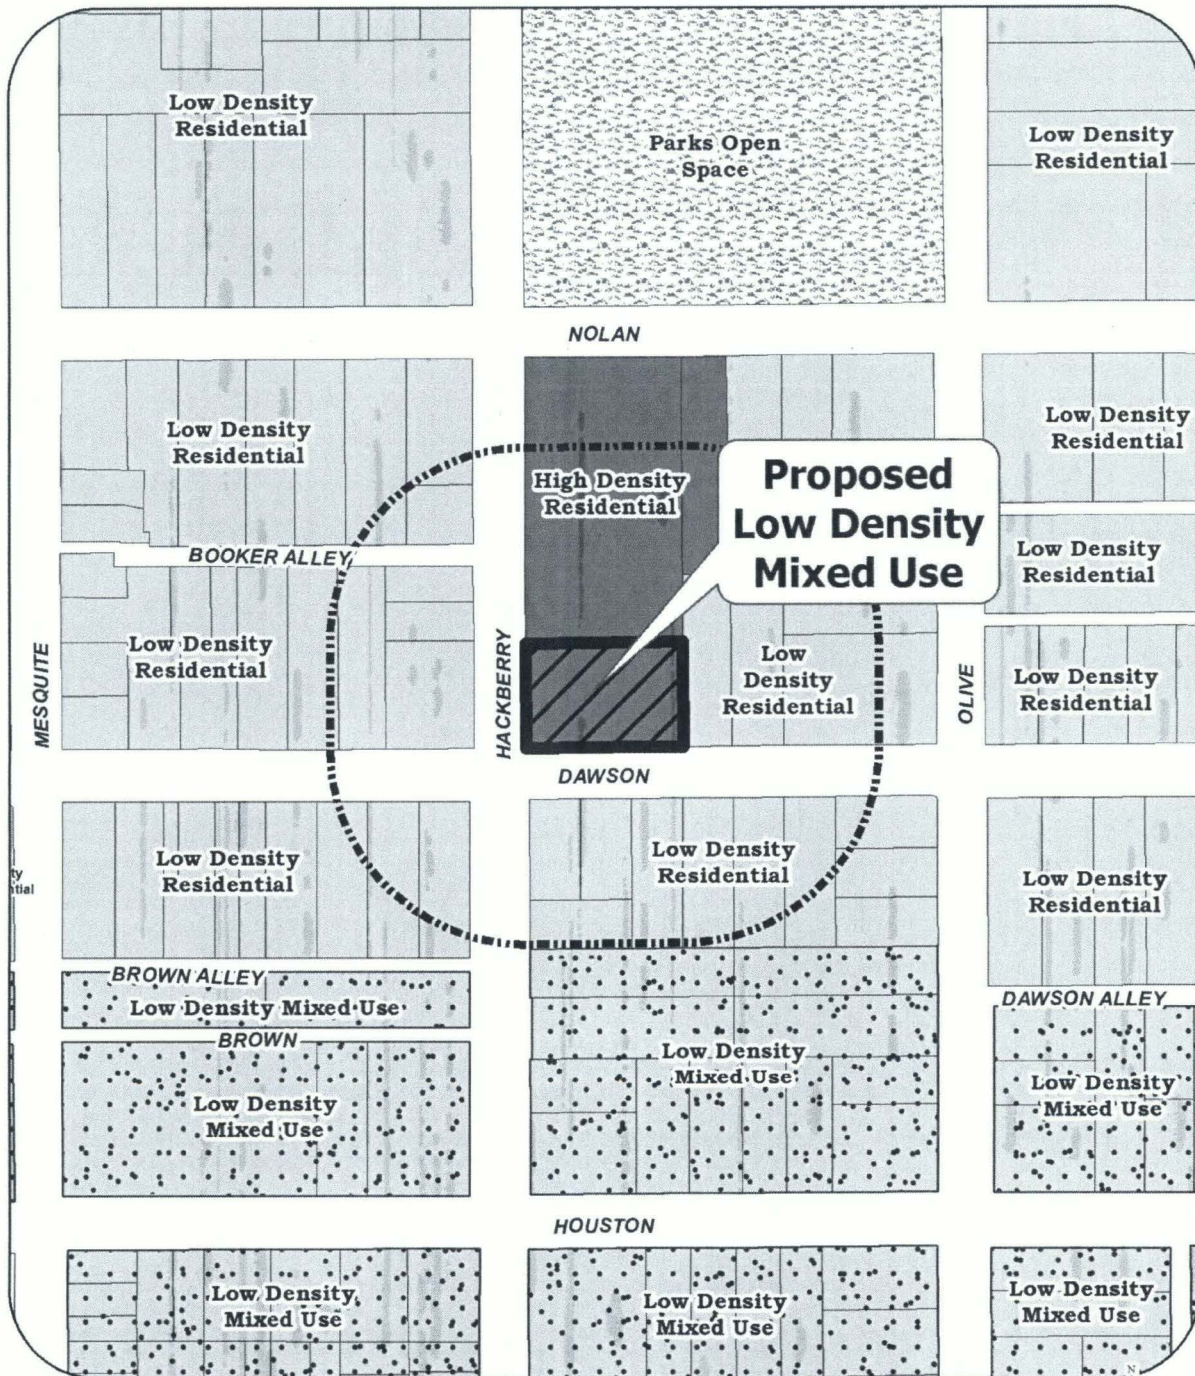 Low Density
Residential
Parks Open
Space
Low Density
Residential
NOLAN
Low Density
Residential
High Density
Residential
Proposed
Low Density
Mixed Use
Low Density
Residential
BOOKER ALLEY
Low Density
Residential
MESQUITE
Low Density
Residential
HACKBERRY
Low
Density
Residential
OLIVE
Low Density
Residential
DAWSON
Low Density
Residential
Low Density
Residential
Low Density
Residential
ty
tial
BROWN ALLEY
Low Density Mixed Use
DAWSON ALLEY
BROWN
Low Density
Mixed Use
Low Density
Mixed Use
Low Density
Mixed Use
HOUSTON
Low Density
Mixed Use
Low Density
Mixed Use
Low Density
Mixed Use
N